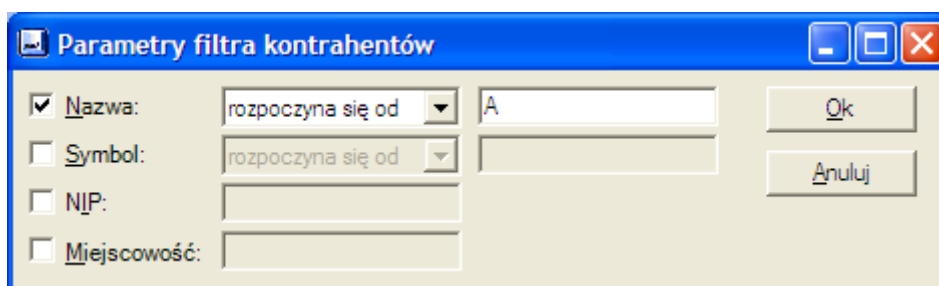 Parametry filtra kontrahentów
Nazwa: rozpoczyna się od A Ok
Symbol: rozpoczyna się od
Anuluj
NIP:
Miejscowość: